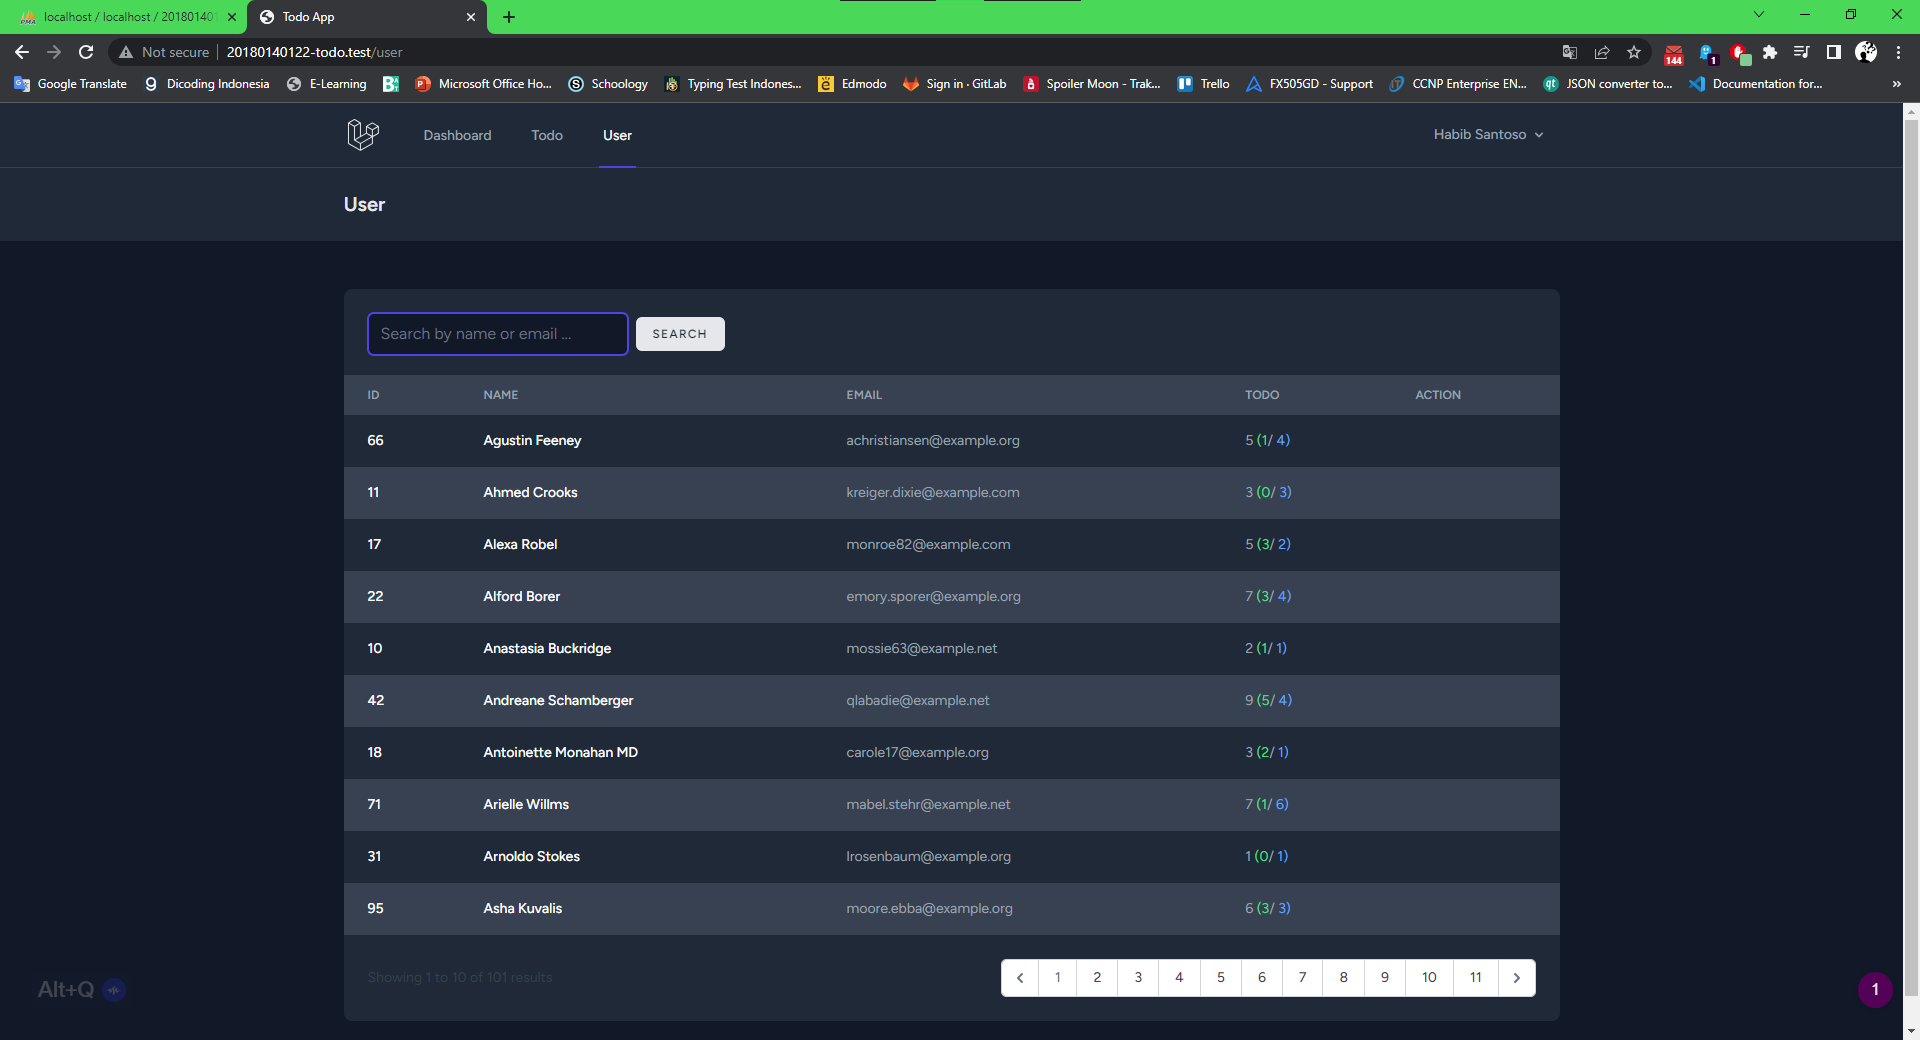 localhost / localhost / 20180140
Todo App
Not secure
20180140122-todo.test/user
144
1
Google Translate
Dicoding Indonesia
E-Learning
Microsoft Office Ho...
Schoology
Typing Test Indones...
Edmodo
Sign in · GitLab
Spoiler Moon - Trak...
Trello
FX505GD - Support
CCNP Enterprise EN...
JSON converter to...
Documentation for...
»
Dashboard
Todo
User
Habib Santoso
User
Search by name or email ...
SEARCH
ID NAME EMAIL TODO ACTION
66 Agustin Feeney achristiansen@example.org 5 (1/ 4)
11 Ahmed Crooks kreiger.dixie@example.com 3 (0/ 3)
17 Alexa Robel monroe82@example.com 5 (3/ 2)
22 Alford Borer emory.sporer@example.org 7 (3/ 4)
10 Anastasia Buckridge mossie63@example.net 2 (1/ 1)
42 Andreane Schamberger qlabadie@example.net 9 (5/ 4)
18 Antoinette Monahan MD carole17@example.org 3 (2/ 1)
71 Arielle Willms mabel.stehr@example.net 7 (1/ 6)
31 Arnoldo Stokes lrosenbaum@example.org 1 (0/ 1)
95 Asha Kuvalis moore.ebba@example.org 6 (3/ 3)
Showing 1 to 10 of 101 results
1 2 3 4 5 6 7 8 9 10 11
Alt+Q
1